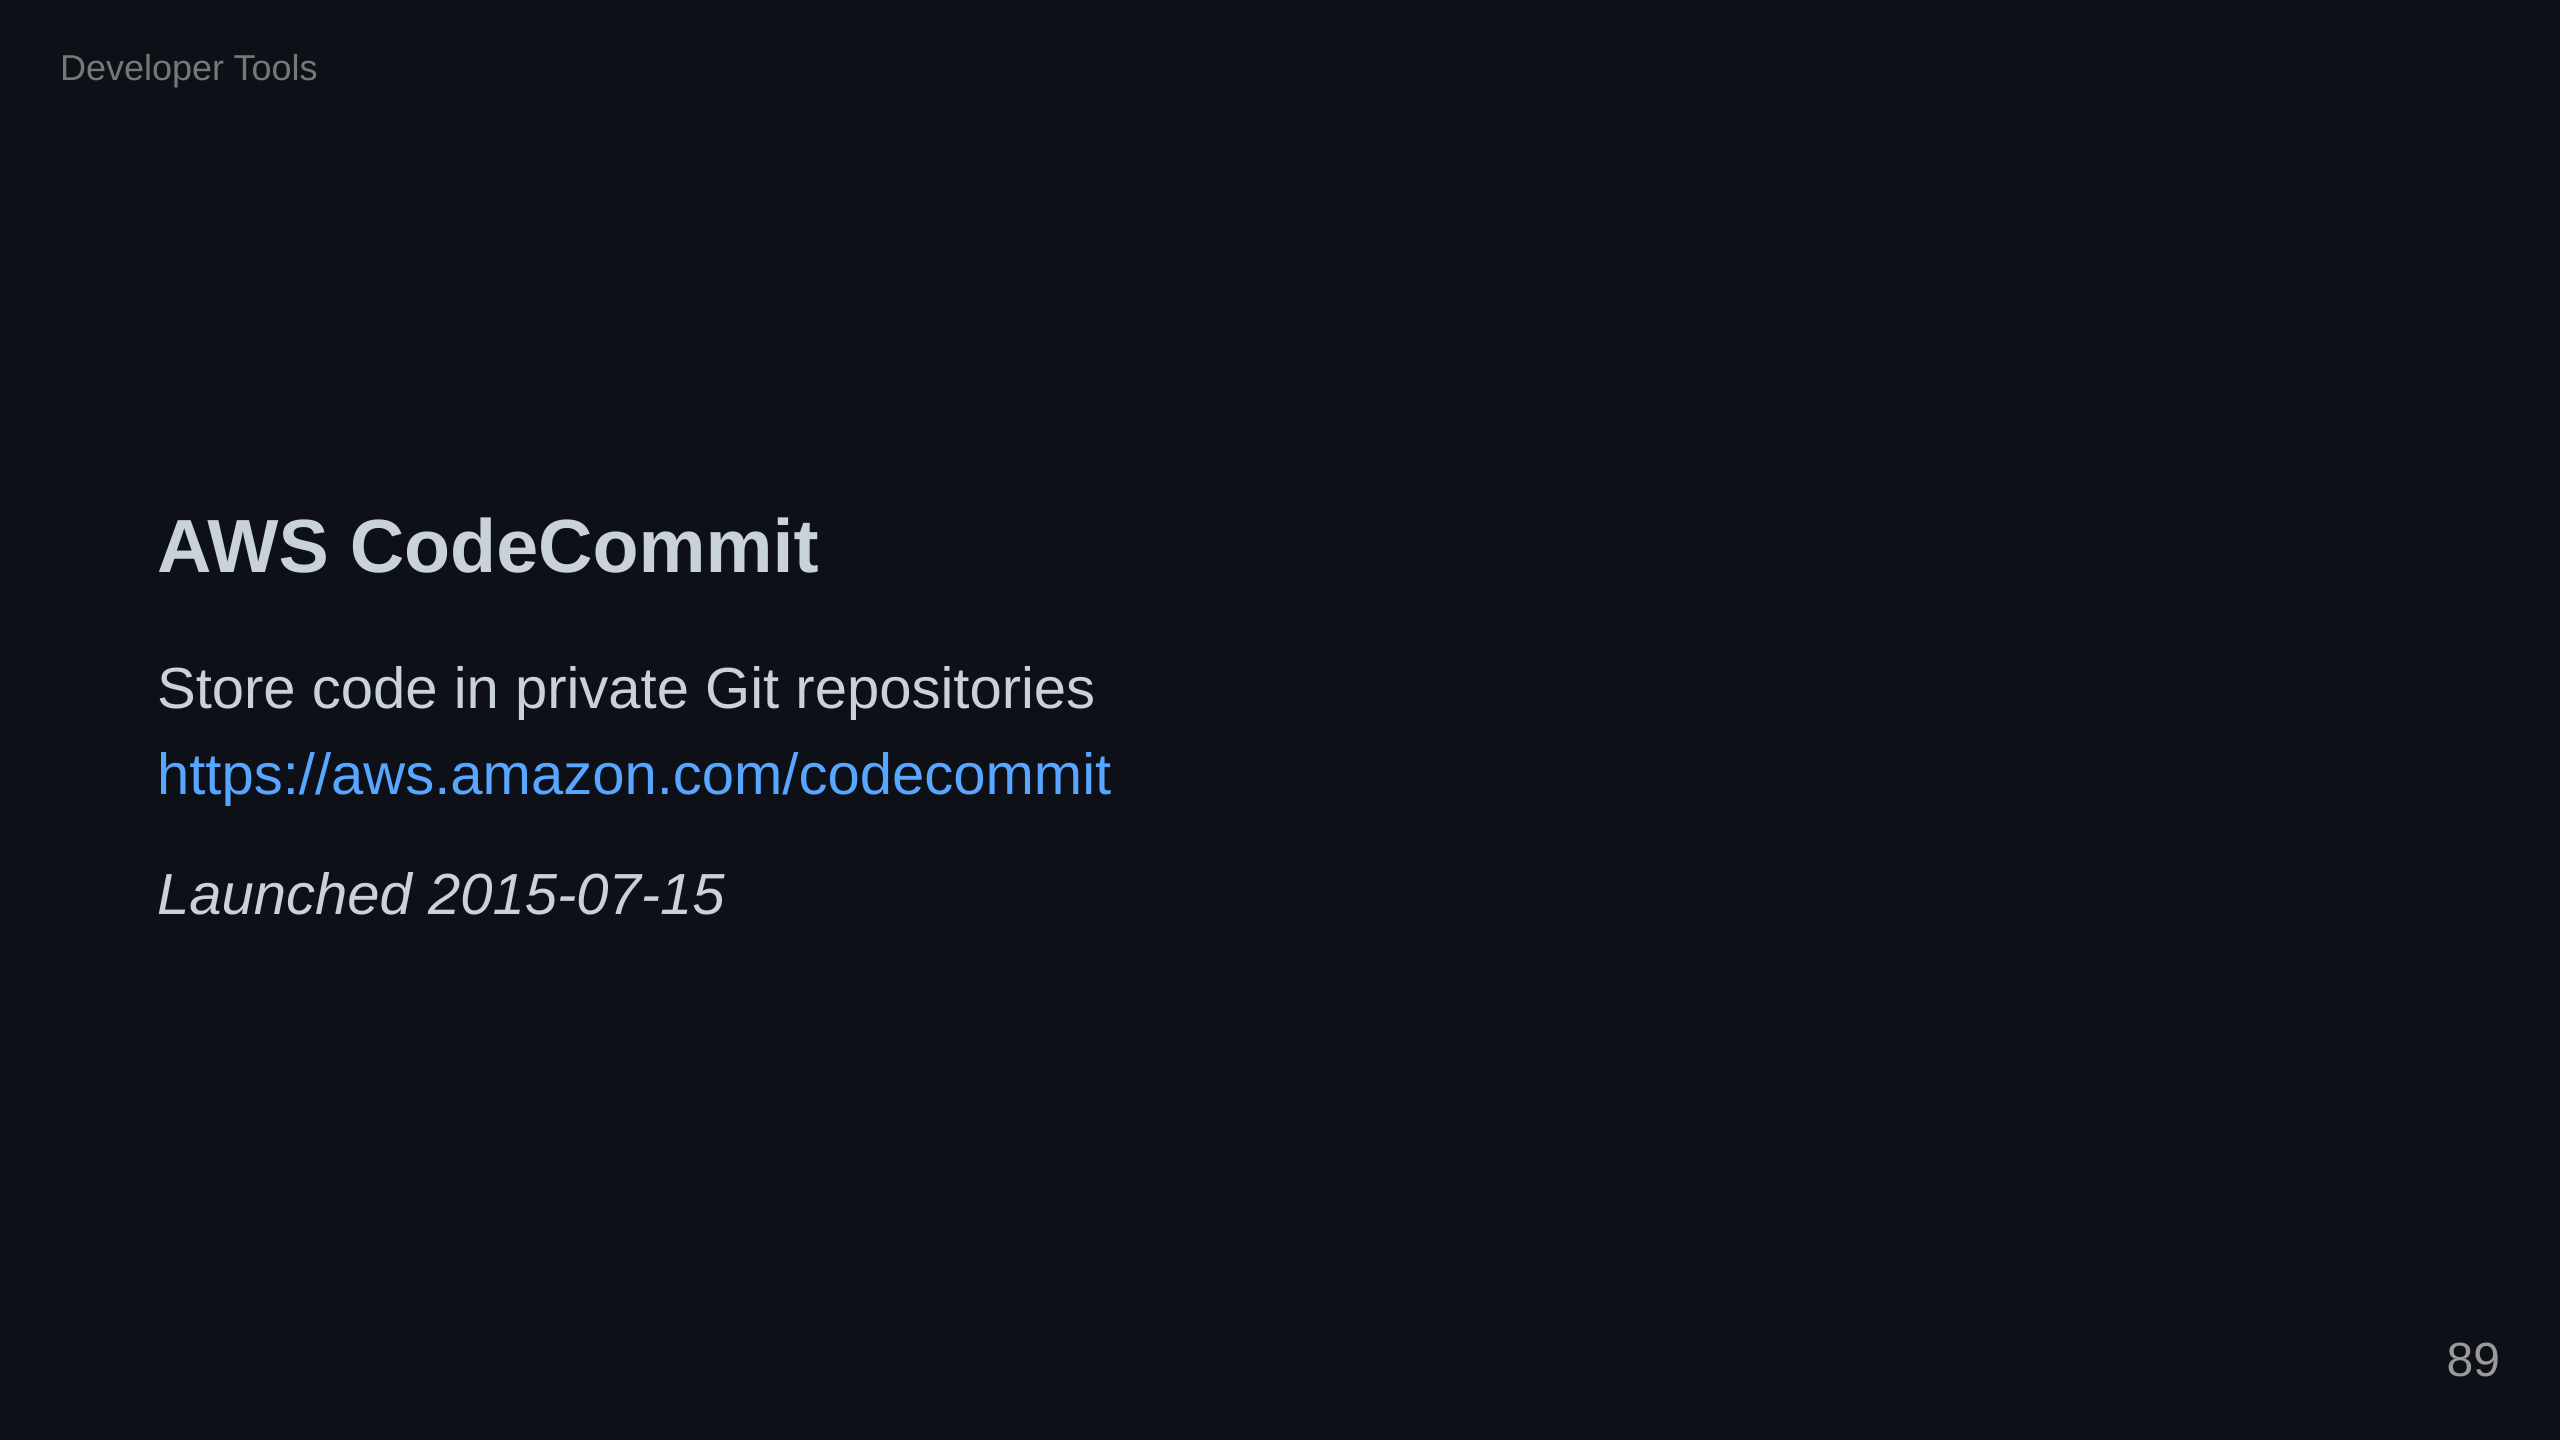 Developer Tools
AWS CodeCommit
Store code in private Git repositories
https://aws.amazon.com/codecommit
Launched 2015-07-15
89